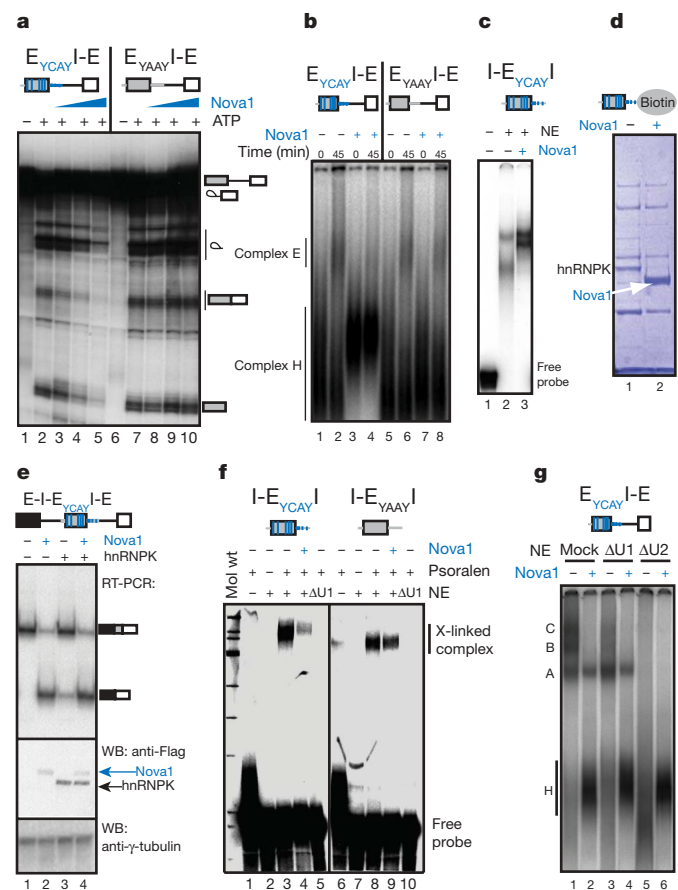 a
E YCAY I-E E YAAY I-E
Nova1
− + + + + − + + + + ATP
1 2 3 4 5 6 7 8 9 10
b
E YCAY I-E E YAAY I-E
Nova1 − − + + − − + +
Time (min) 0 45 0 45 0 45 0 45
Complex E
Complex H
1 2 3 4 5 6 7 8
c
I-E YCAY I
− + + NE
+ Nova1
Free
probe
1 2 3
d
Biotin
Nova1 − +
hnRNPK
Nova1
1 2
e
E-I-E YCAY I-E
− + − + Nova1
− − + + hnRNPK
RT-PCR:
WB: anti-Flag
Nova1
hnRNPK
WB:
anti-γ-tubulin
1 2 3 4
f
I-E YCAY I I-E YAAY I
Mol wt
− − − + − − − − + − Nova1
+ − + + + + − + + + Psoralen
− + + + ΔU1 − + + + ΔU1 NE
X-linked
complex
Free
probe
1 2 3 4 5 6 7 8 9 10
g
E YCAY I-E
NE Mock ΔU1 ΔU2
Nova1 − + − + − +
C
B
A
H
1 2 3 4 5 6